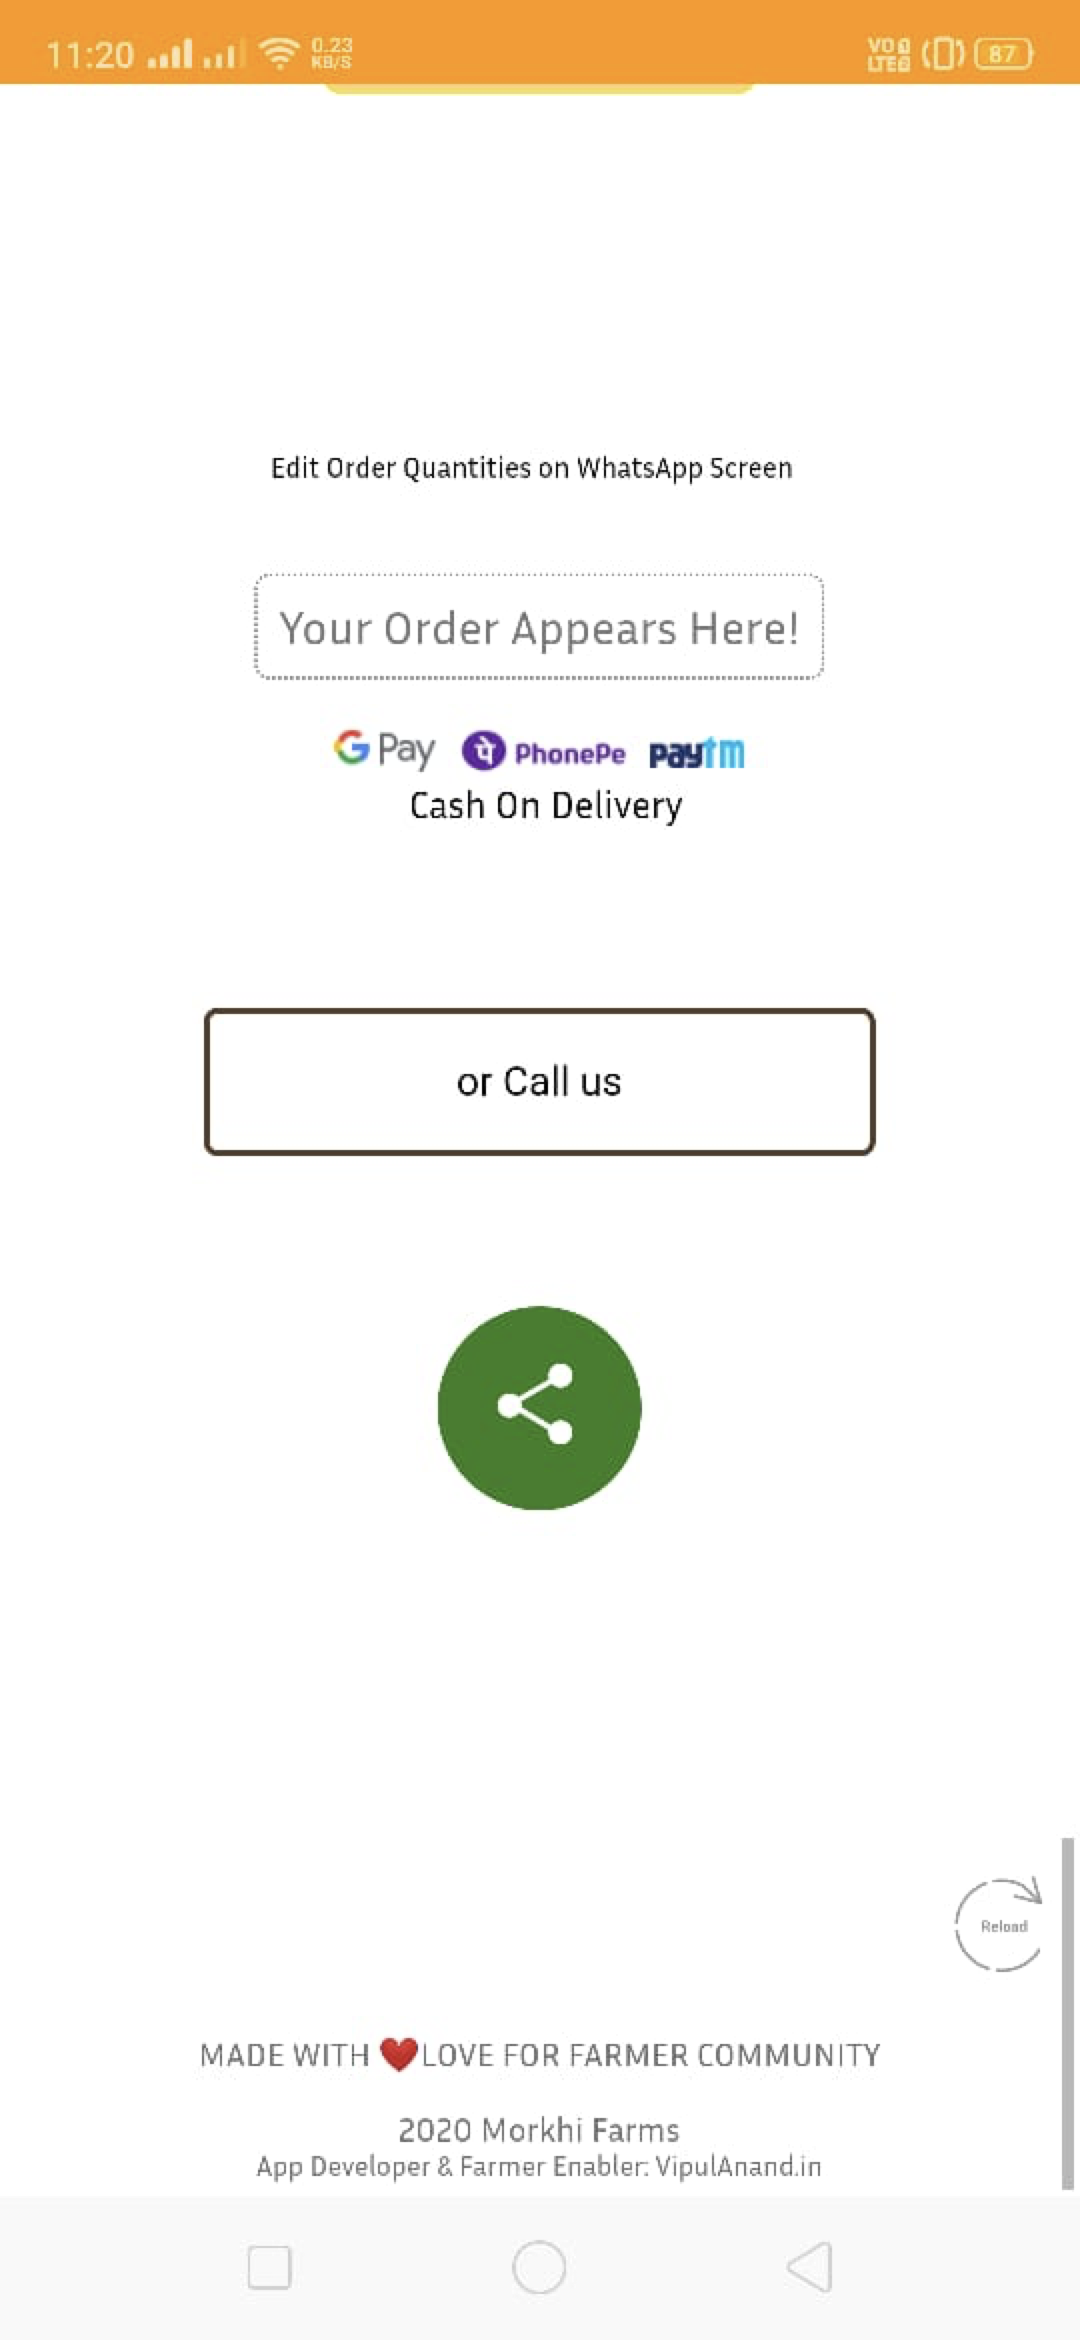 11:20 0.23 KB/S VO LTE 87
Edit Order Quantities on WhatsApp Screen
Your Order Appears Here!
G Pay पे PhonePe paytm
Cash On Delivery
or Call us
Reload
MADE WITH ❤️LOVE FOR FARMER COMMUNITY
2020 Morkhi Farms
App Developer & Farmer Enabler: VipulAnand.in